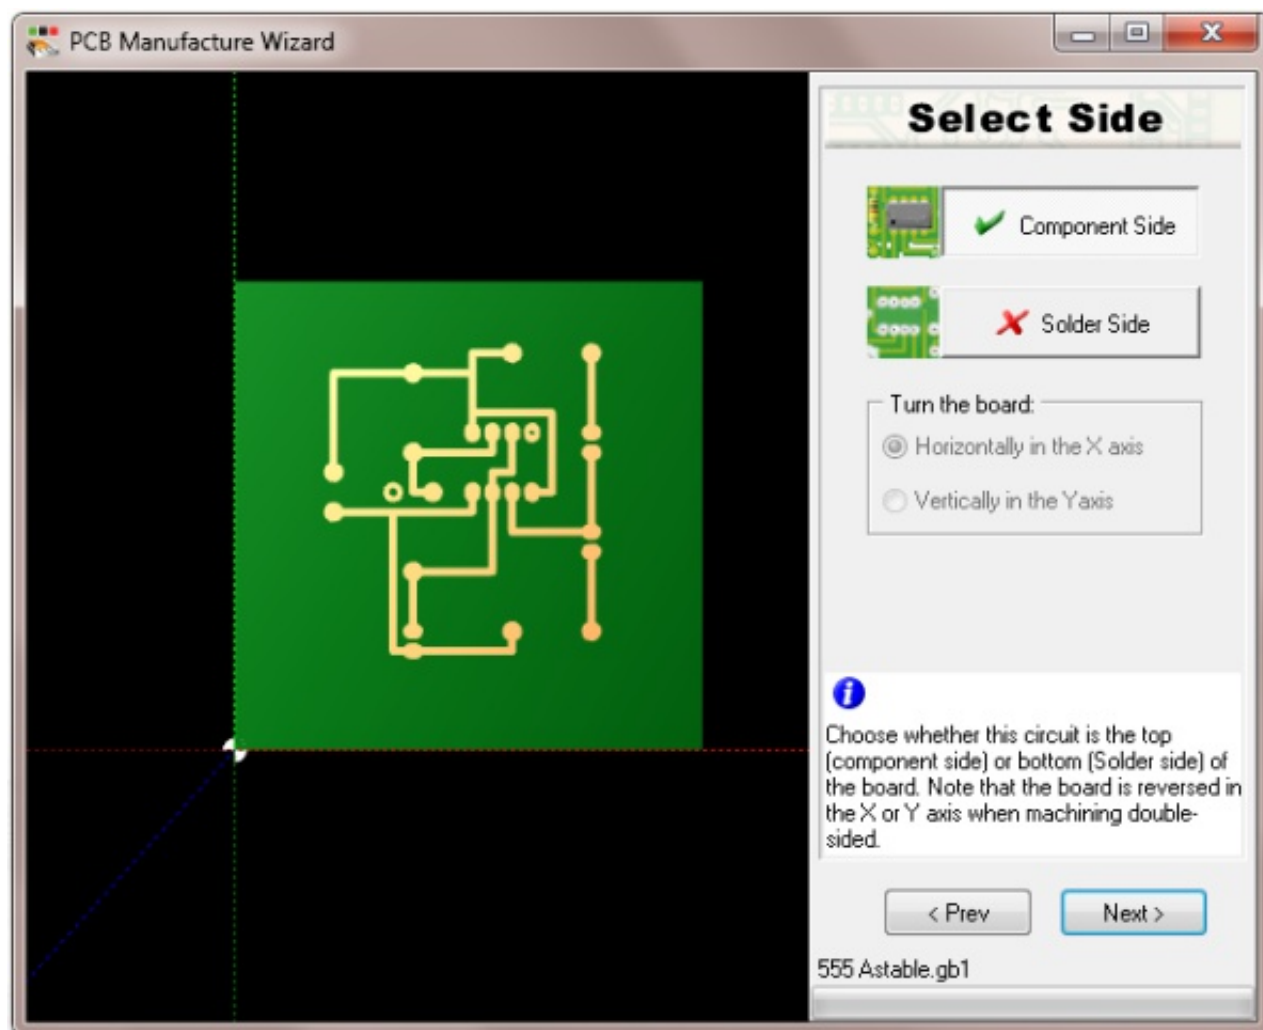 PCB Manufacture Wizard
Select Side
Component Side
Solder Side
Turn the board:
Horizontally in the X axis
Vertically in the Yaxis
Choose whether this circuit is the top
(component side) or bottom (Solder side) of
the board. Note that the board is reversed in
the X or Y axis when machining double-
sided.
< Prev
Next >
555 Astable.gb1